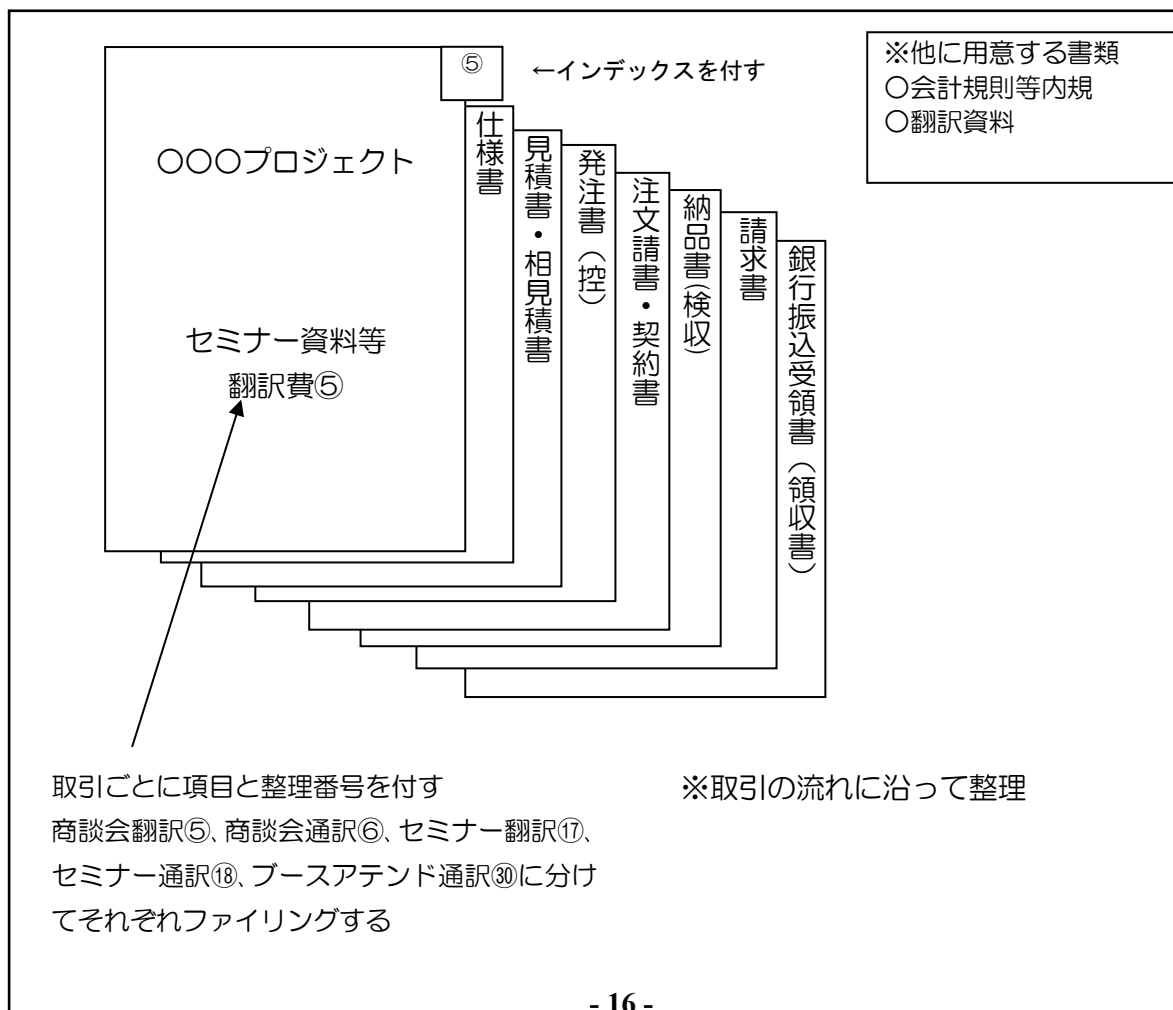 ⑤
←インデックスを付す
※他に用意する書類
〇会計規則等内規
〇翻訳資料
〇〇〇プロジェクト
セミナー資料等
翻訳費⑤
仕様書
見積書・相見積書
発注書（控）
注文請書・契約書
納品書(検収)
請求書
銀行振込受領書（領収書）
取引ごとに項目と整理番号を付す
商談会翻訳⑤、商談会通訳⑥、セミナー翻訳⑰、
セミナー通訳⑱、ブースアテンド通訳㉚に分け
てそれぞれファイリングする
※取引の流れに沿って整理
- 16 -